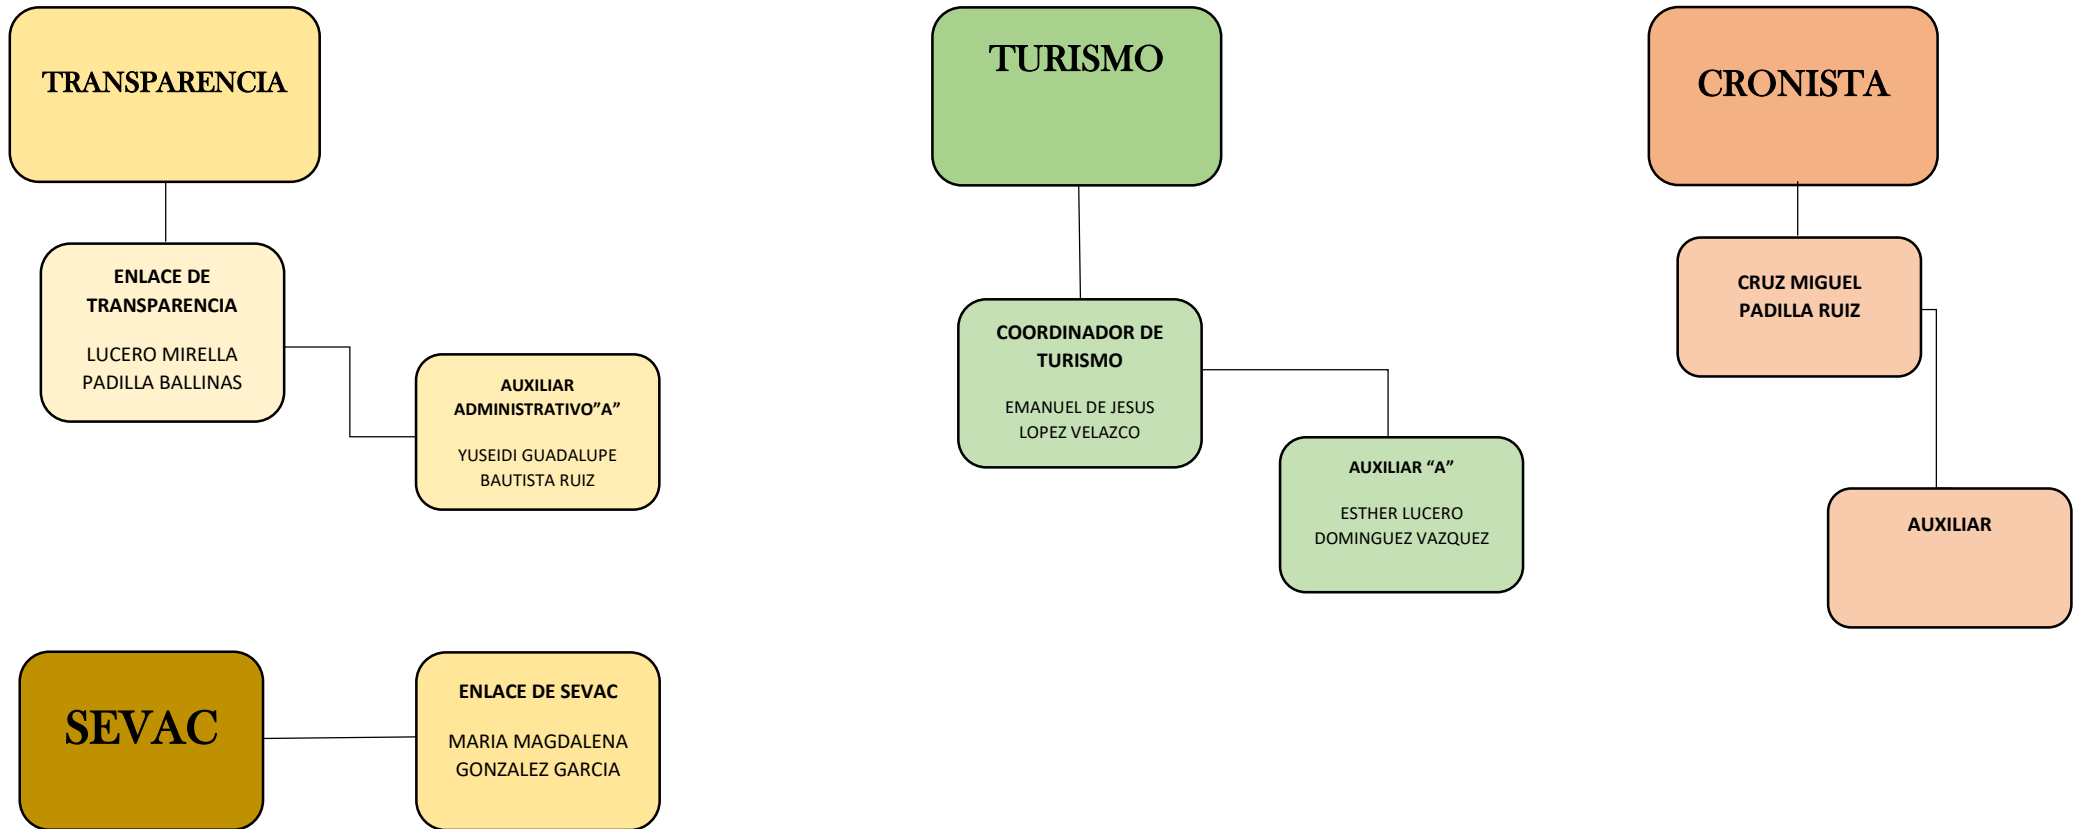 TRANSPARENCIA
ENLACE DE
TRANSPARENCIA
LUCERO MIRELLA
PADILLA BALLINAS
AUXILIAR
ADMINISTRATIVO”A”
YUSEIDI GUADALUPE
BAUTISTA RUIZ
SEVAC
ENLACE DE SEVAC
MARIA MAGDALENA
GONZALEZ GARCIA
TURISMO
COORDINADOR DE
TURISMO
EMANUEL DE JESUS
LOPEZ VELAZCO
AUXILIAR “A”
ESTHER LUCERO
DOMINGUEZ VAZQUEZ
CRONISTA
CRUZ MIGUEL
PADILLA RUIZ
AUXILIAR